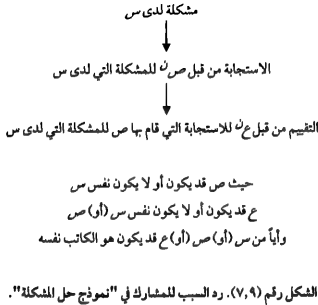 مشكلة لدى س
الاستجابة من قبل صن للمشكلة التي لدى س
التقييم من قبل عن للاستجابة التي قام بها ص للمشكلة التي لدى س
حيث ص قد يكون أو لا يكون نفس س
ع قد يكون أو لا يكون نفس س (أو) ص
وأياً من س (أو) ص (أو) ع قد يكون هو الكاتب نفسه
الشكل رقم (٧,٩). رد السبب للمشارك في "نموذج حل المشكلة".